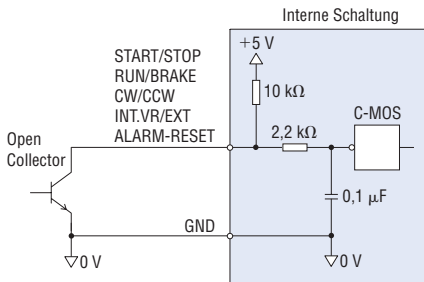 Interne Schaltung
+5 V
START/STOP
RUN/BRAKE
CW/CCW
INT.VR/EXT
ALARM-RESET
10 kΩ
C-MOS
2,2 kΩ
Open
Collector
0,1 µF
GND
0 V
0 V